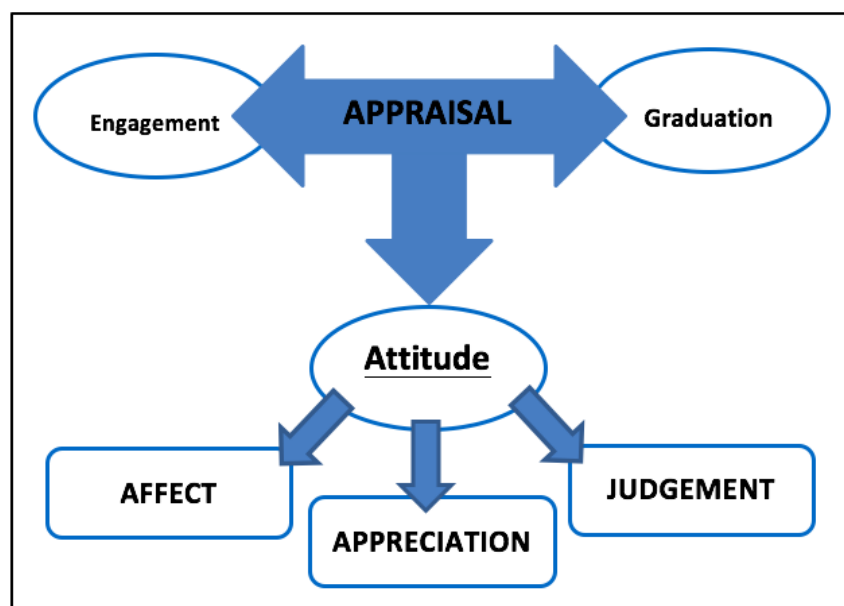 Engagement
APPRAISAL
Graduation
Attitude
AFFECT
APPRECIATION
JUDGEMENT